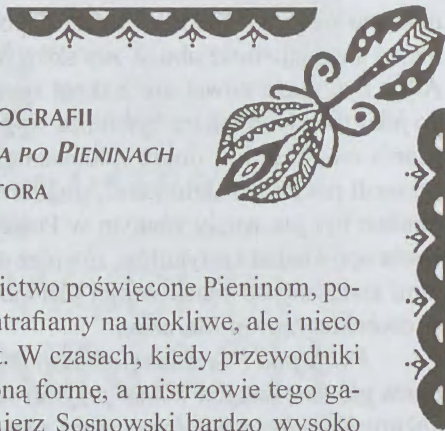 OGRAFII
A PO PIENINACH
TORA
ictwo poświęcone Pieninom, po-
trafiamy na urokliwe, ale i nieco
. W czasach, kiedy przewodniki
oną formę, a mistrzowie tego ga-
mierz Sosnowski bardzo wysoko